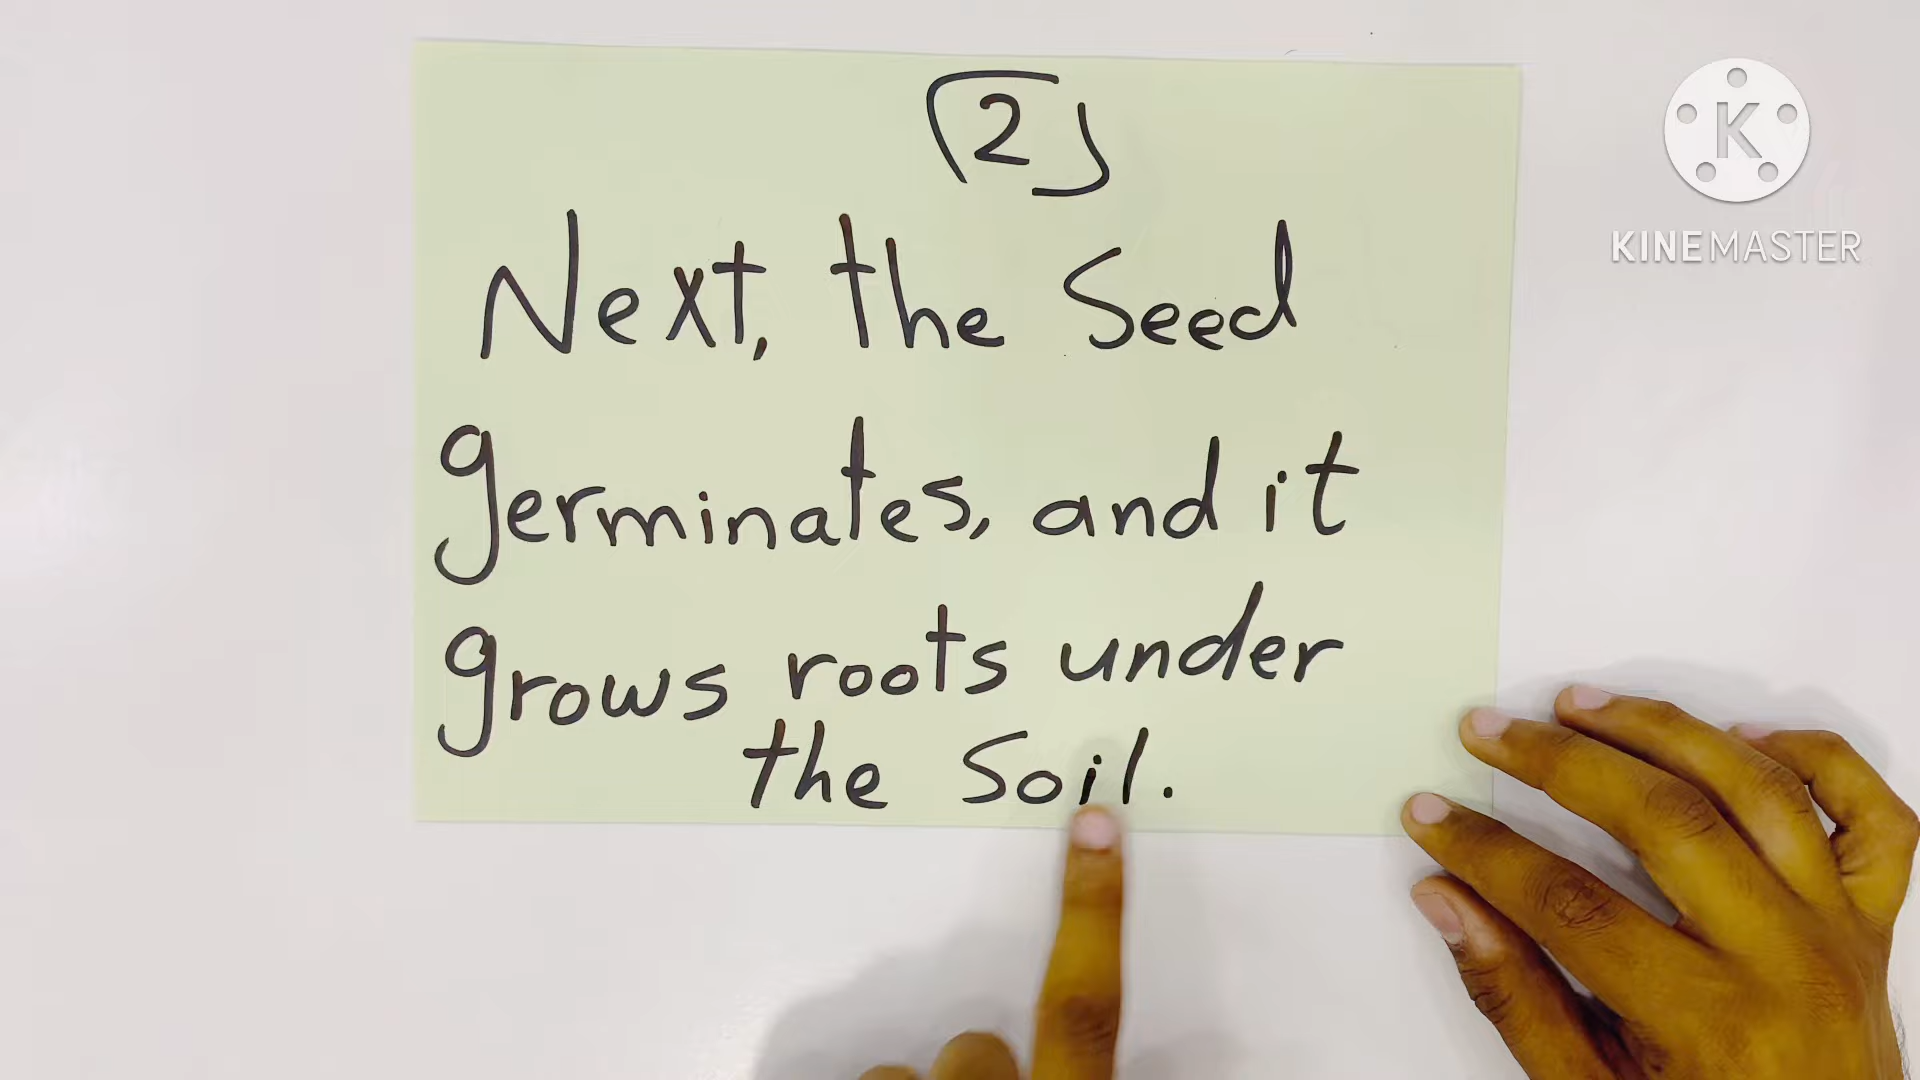 2
Next, the Seed
germinates, and it
grows roots under
the Soil.
K
KINEMASTER